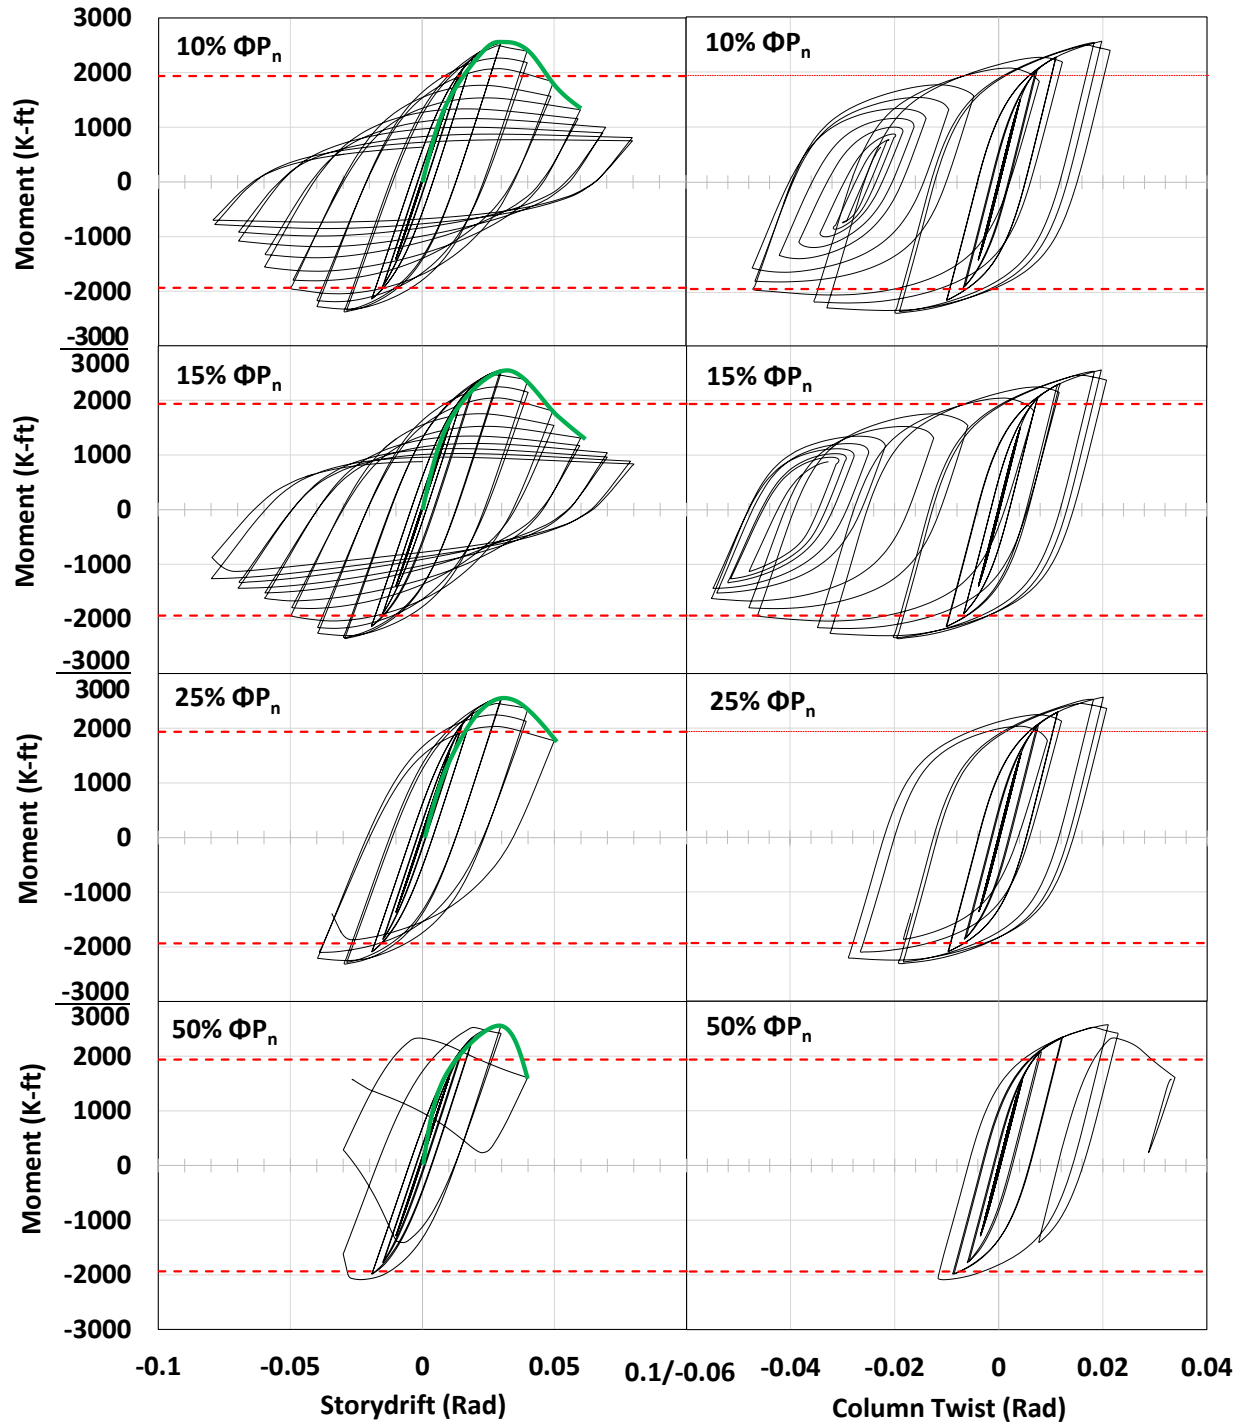 3000
10% ΦPn
10% ΦPn
2000
1000
0
-1000
-2000
-3000
Moment (K-ft)
3000
15% ΦPn
15% ΦPn
2000
1000
0
-1000
-2000
-3000
Moment (K-ft)
3000
25% ΦPn
25% ΦPn
2000
1000
0
-1000
-2000
-3000
Moment (K-ft)
3000
50% ΦPn
50% ΦPn
2000
1000
0
-1000
-2000
-3000
Moment (K-ft)
-0.1 -0.05 0 0.05 0.1/-0.06 -0.04 -0.02 0 0.02 0.04
Storydrift (Rad) Column Twist (Rad)